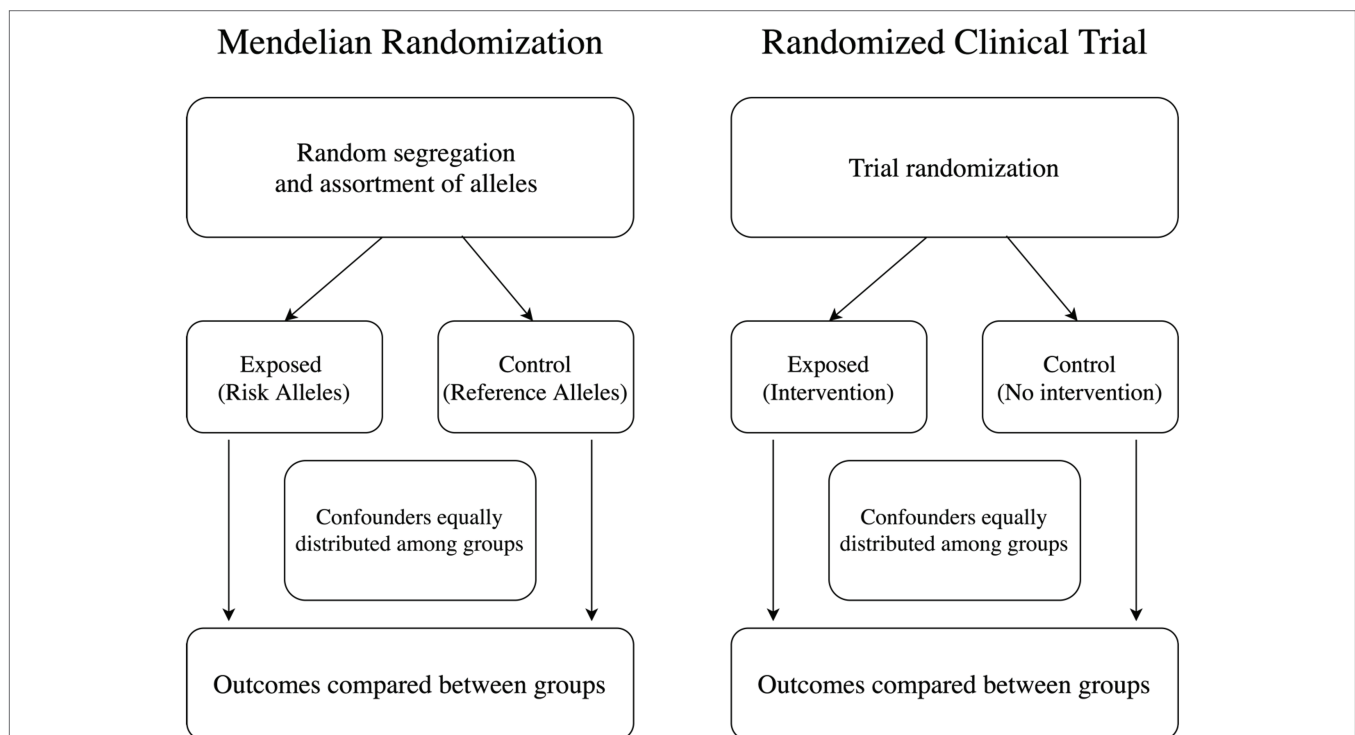 Mendelian Randomization
Random segregation
and assortment of alleles
Exposed
(Risk Alleles)
Control
(Reference Alleles)
Confounders equally
distributed among groups
Outcomes compared between groups
Randomized Clinical Trial
Trial randomization
Exposed
(Intervention)
Control
(No intervention)
Confounders equally
distributed among groups
Outcomes compared between groups